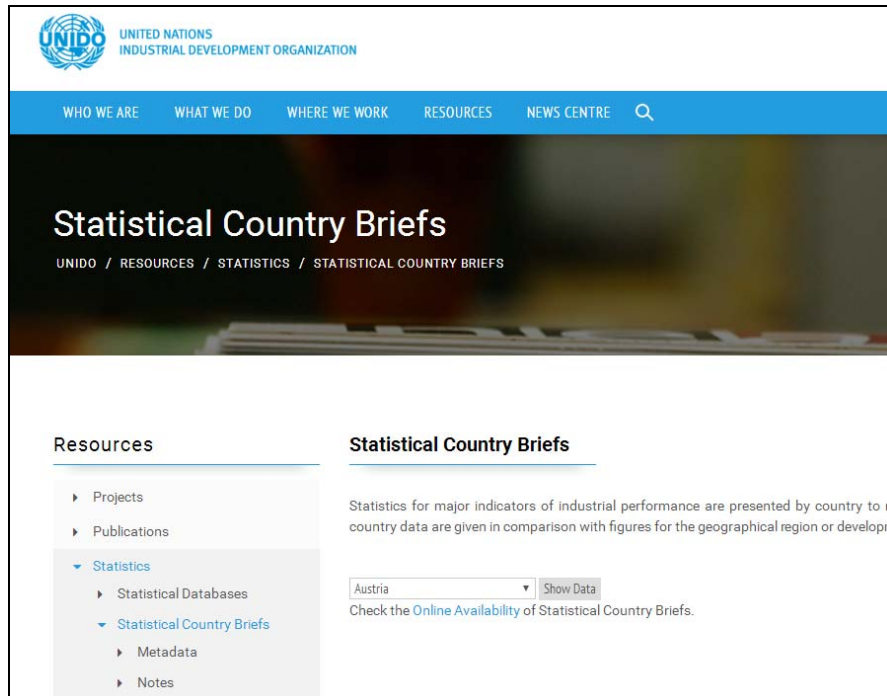 UNIDO
UNITED NATIONS
INDUSTRIAL DEVELOPMENT ORGANIZATION
WHO WE ARE WHAT WE DO WHERE WE WORK RESOURCES NEWS CENTRE
Statistical Country Briefs
UNIDO / RESOURCES / STATISTICS / STATISTICAL COUNTRY BRIEFS
Resources
Projects
Publications
Statistics
Statistical Databases
Statistical Country Briefs
Metadata
Notes
Statistical Country Briefs
Statistics for major indicators of industrial performance are presented by country to
country data are given in comparison with figures for the geographical region or
Austria Show Data
Check the Online Availability of Statistical Country Briefs.